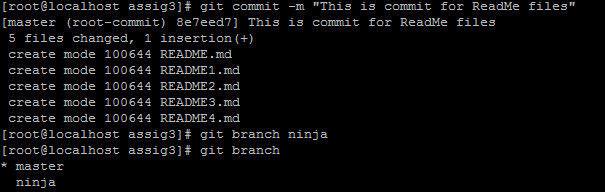 [root@localhost assig3]# git commit -m "This is commit for ReadMe files"
[master (root-commit) 8e7eed7] This is commit for ReadMe files
 5 files changed, 1 insertion(+)
 create mode 100644 README.md
 create mode 100644 README1.md
 create mode 100644 README2.md
 create mode 100644 README3.md
 create mode 100644 README4.md
[root@localhost assig3]# git branch ninja
[root@localhost assig3]# git branch
* master
  ninja